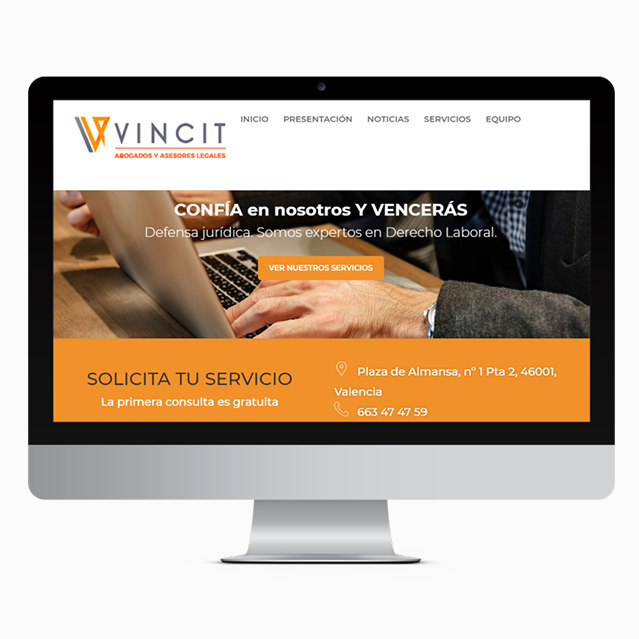 VINCIT
ABOGADOS Y ASESORES LEGALES
INICIO PRESENTACIÓN NOTICIAS SERVICIOS EQUIPO
CONFÍA en nosotros Y VENCERÁS
Defensa jurídica. Somos expertos en Derecho Laboral.
VER NUESTROS SERVICIOS
SOLICITA TU SERVICIO
La primera consulta es gratuita
Plaza de Almansa, nº 1 Pta 2, 46001,
Valencia
663 47 47 59